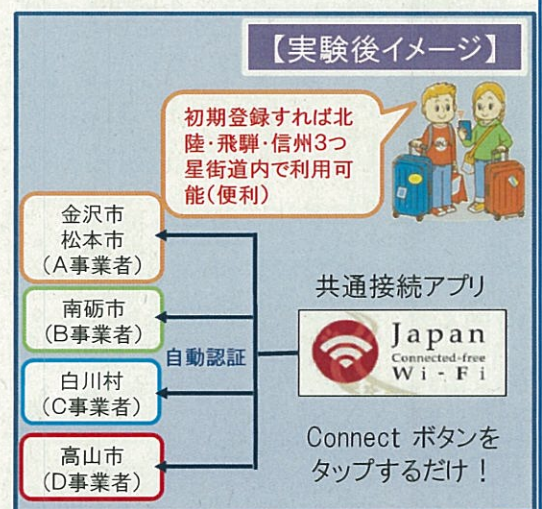 【実験後イメージ】
初期登録すれば北
陸・飛騨・信州3つ
星街道内で利用可
能(便利)
金沢市
松本市
(A事業者)
南砺市
(B事業者)
白川村
(C事業者)
高山市
(D事業者)
自動認証
共通接続アプリ
Japan
Connected-free
Wi-Fi
Connect ボタンを
タップするだけ！